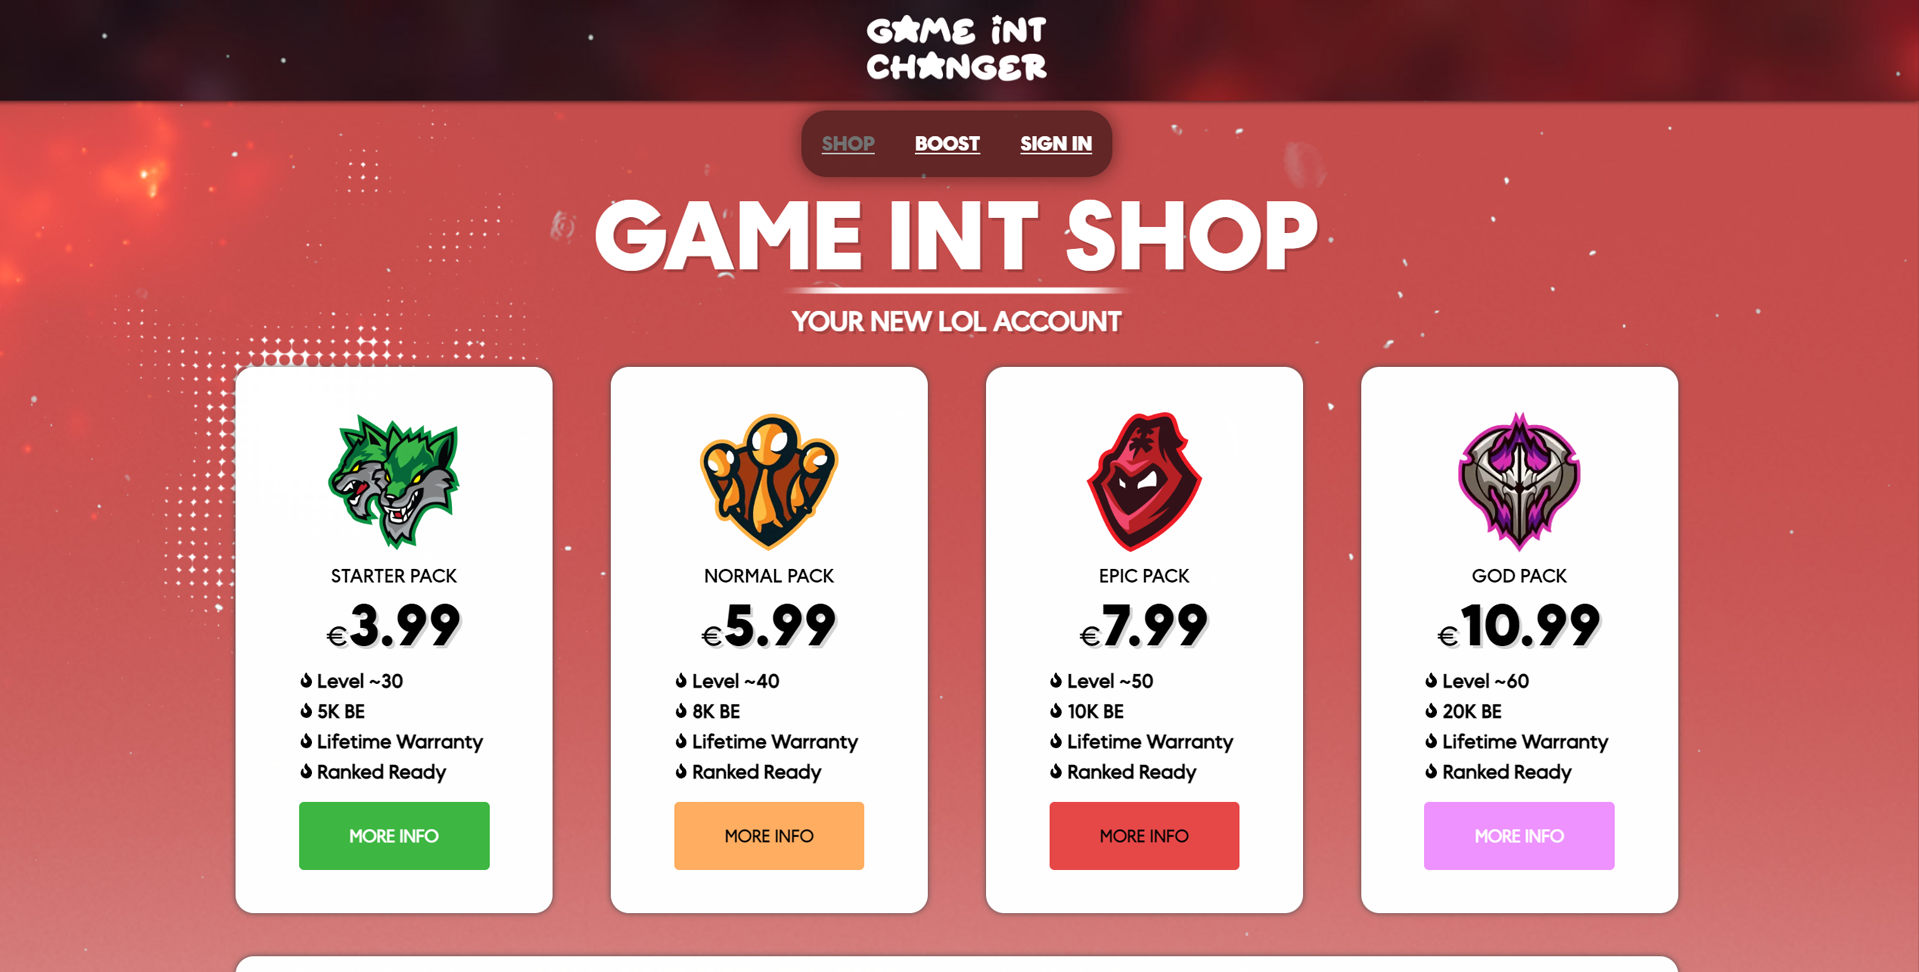 GAME INT
CHANGER
SHOP BOOST SIGN IN
GAME INT SHOP
YOUR NEW LOL ACCOUNT
STARTER PACK
€3.99
Level ~30
5K BE
Lifetime Warranty
Ranked Ready
MORE INFO
NORMAL PACK
€5.99
Level ~40
8K BE
Lifetime Warranty
Ranked Ready
MORE INFO
EPIC PACK
€7.99
Level ~50
10K BE
Lifetime Warranty
Ranked Ready
MORE INFO
GOD PACK
€10.99
Level ~60
20K BE
Lifetime Warranty
Ranked Ready
MORE INFO